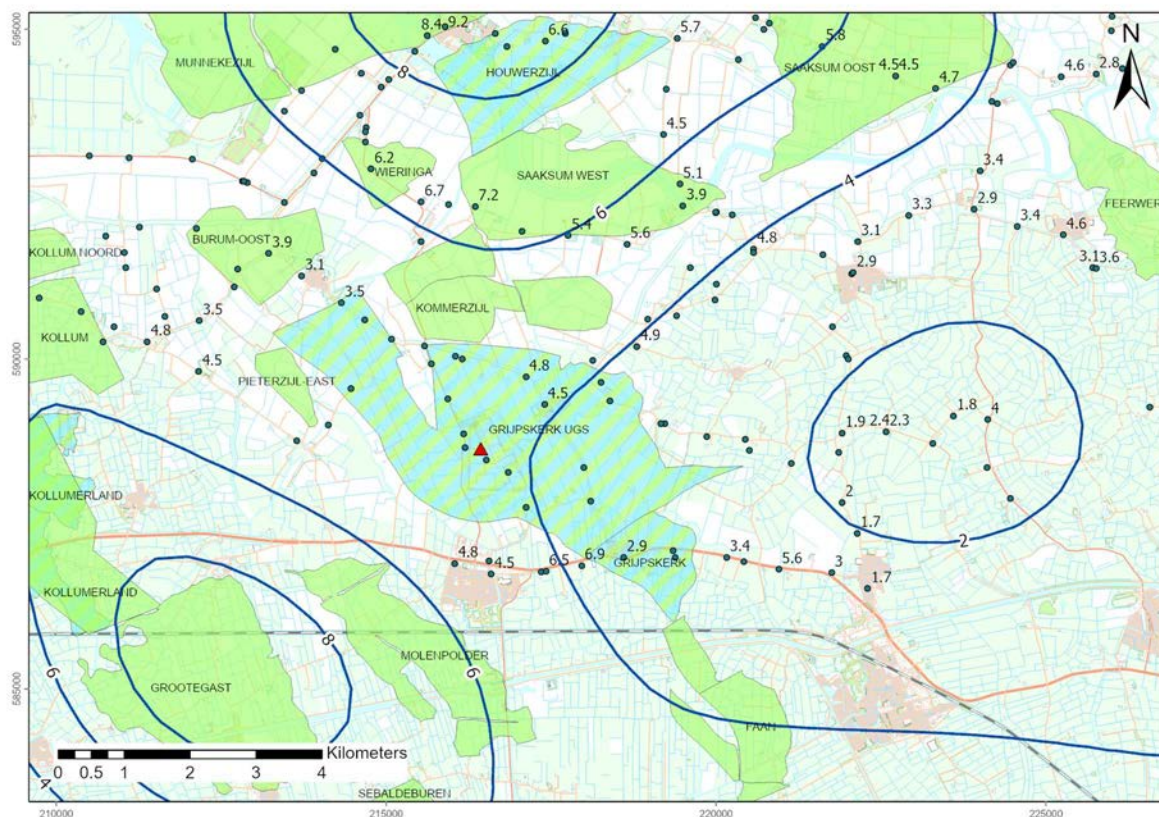 595000
8.4 9.2
6.6
5.7
5.8
N
MUNNEKEZIJL
8
HOUWERZIJL
SAAKSUM OOST
4.54.5
4.7
4.6
2.8
4.5
6.2
WIERINGA
SAAKSUM WEST
5.1
4
3.4
6.7
7.2
3.9
6
5.4
5.6
3.3
2.9
3.4
4.6
FEERWER
BURUM-OOST
3.9
4.8
3.1
KOLLUM NOORD
3.1
2.9
3.13.6
3.5
KOMMERZIJL
3.5
KOLLUM
4.8
4.9
590000
4.5
PIETERZIJL-EAST
4.8
4.5
1.8
GRIJPSKERK UGS
1.9
2.42.3
4
KOLLUMERLAND
2
1.7
2
4.8
4.5
6.5
6.9
2.9
GRIJPSKERK
3.4
5.6
3
1.7
KOLLUMERLAND
8
MOLENPOLDER
6
6
GROOTEGAST
585000
FAAN
Kilometers
0 0.5 1 2 3 4
4
SEBALDEBUREN
210000 215000 220000 225000